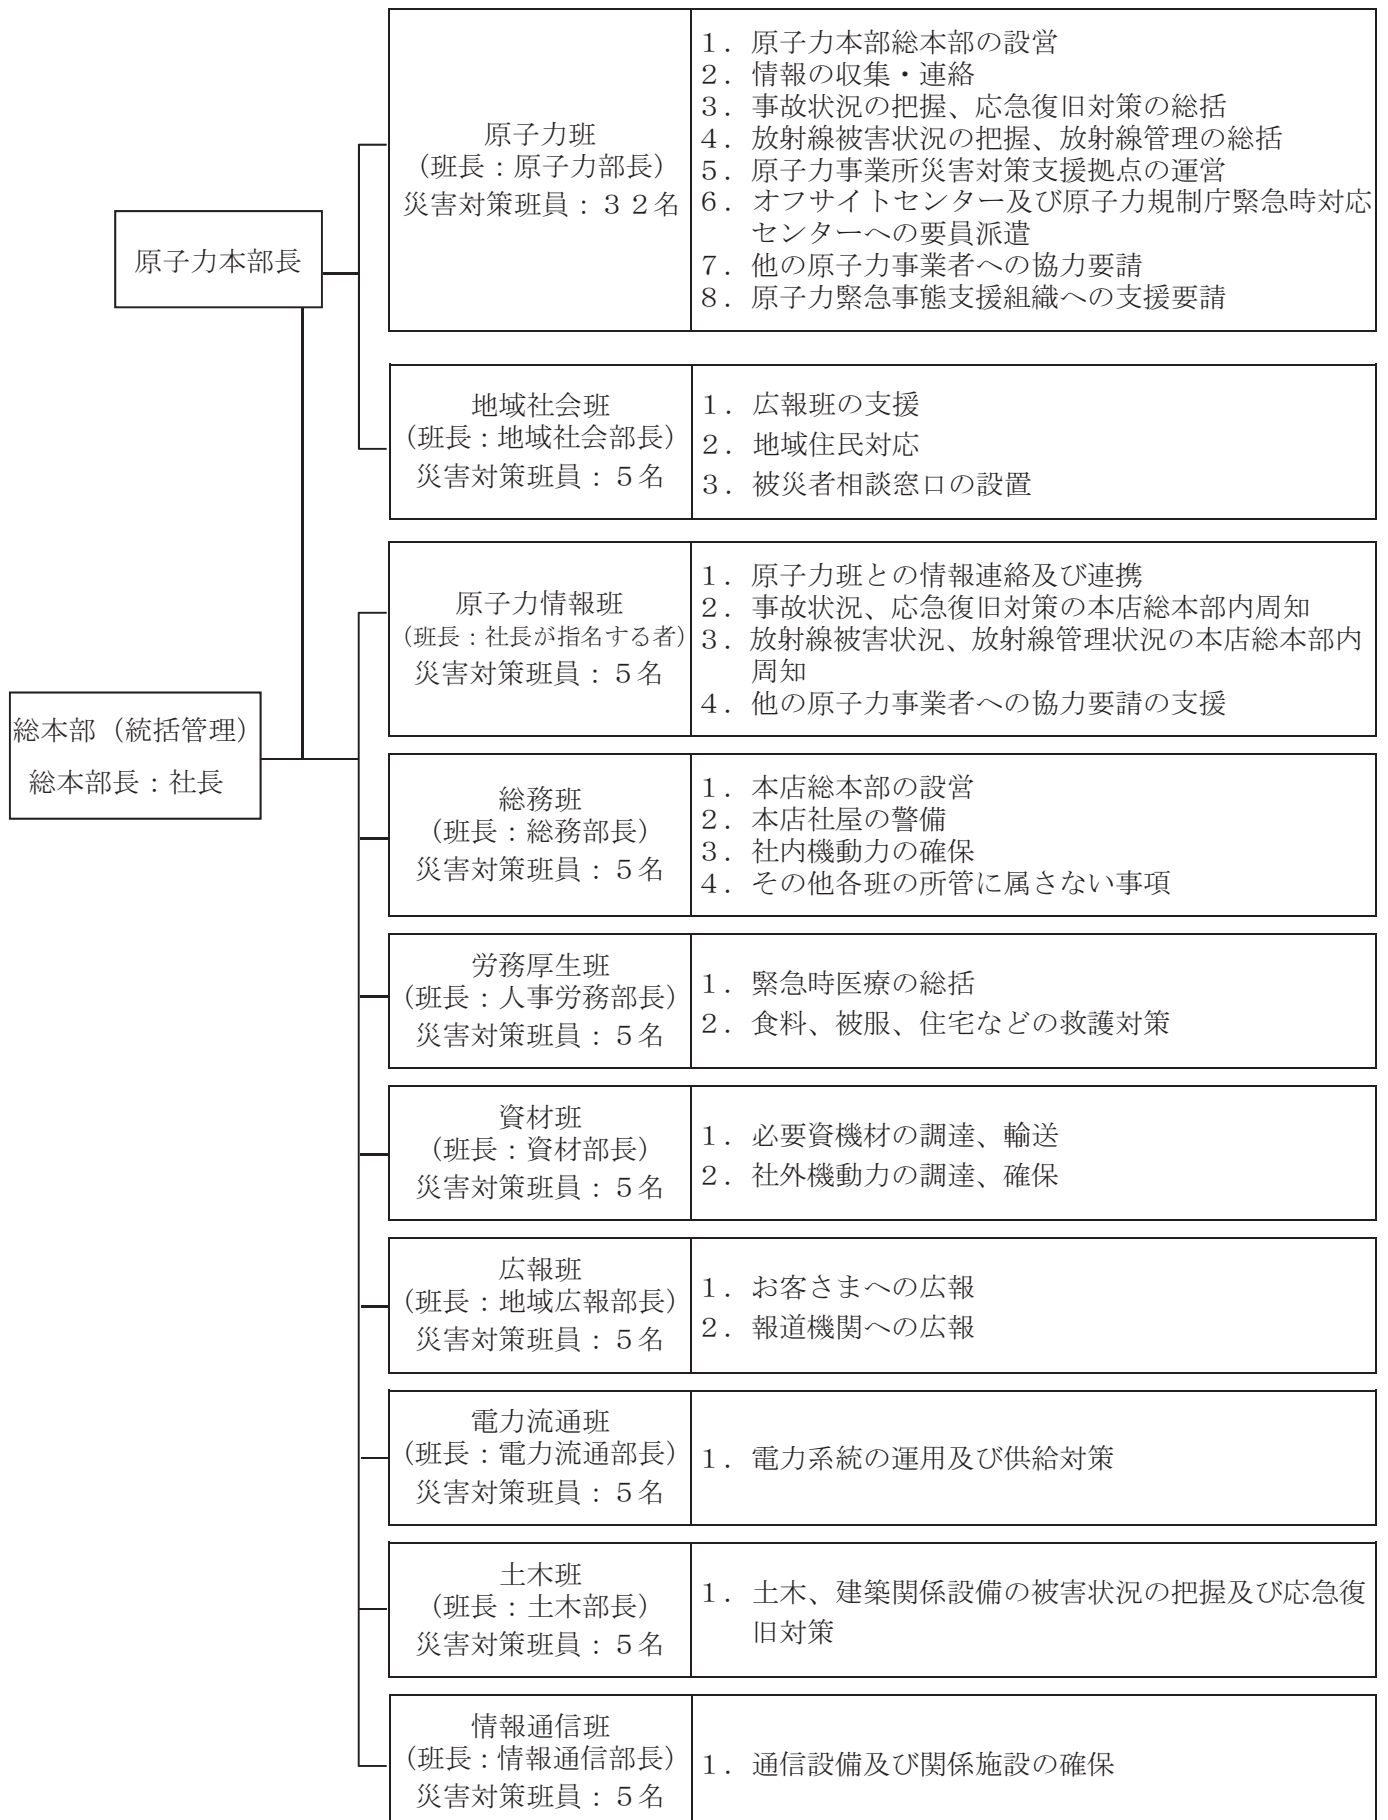 原子力班
(班長：原子力部長)
災害対策班員：３２名
１．原子力本部総本部の設営
２．情報の収集・連絡
３．事故状況の把握、応急復旧対策の総括
４．放射線被害状況の把握、放射線管理の総括
５．原子力事業所災害対策支援拠点の運営
６．オフサイトセンター及び原子力規制庁緊急時対応
センターへの要員派遣
７．他の原子力事業者への協力要請
８．原子力緊急事態支援組織への支援要請
原子力本部長
地域社会班
(班長：地域社会部長)
災害対策班員：５名
１．広報班の支援
２．地域住民対応
３．被災者相談窓口の設置
原子力情報班
(班長：社長が指名する者)
災害対策班員：５名
１．原子力班との情報連絡及び連携
２．事故状況、応急復旧対策の本店総本部内周知
３．放射線被害状況、放射線管理状況の本店総本部内
周知
４．他の原子力事業者への協力要請の支援
総本部（統括管理）
総本部長：社長
総務班
（班長：総務部長）
災害対策班員：５名
１．本店総本部の設営
２．本店社屋の警備
３．社内機動力の確保
４．その他各班の所管に属さない事項
労務厚生班
(班長：人事労務部長)
災害対策班員：５名
１．緊急時医療の総括
２．食料、被服、住宅などの救護対策
資材班
（班長：資材部長）
災害対策班員：５名
１．必要資機材の調達、輸送
２．社外機動力の調達、確保
広報班
(班長：地域広報部長)
災害対策班員：５名
１．お客さまへの広報
２．報道機関への広報
電力流通班
(班長：電力流通部長)
災害対策班員：５名
１．電力系統の運用及び供給対策
土木班
（班長：土木部長）
災害対策班員：５名
１．土木、建築関係設備の被害状況の把握及び応急復
旧対策
情報通信班
(班長：情報通信部長)
災害対策班員：５名
１．通信設備及び関係施設の確保